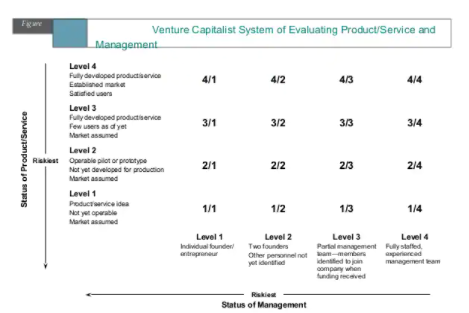 Figure
Venture Capitalist System of Evaluating Product/Service and
Management
Level 4
Fully developed product/service
Established market
Satisfied users
4/1 4/2 4/3 4/4
Level 3
Fully developed product/service
Few users as of yet
Market assumed
3/1 3/2 3/3 3/4
Level 2
Operable pilot or prototype
Not yet developed for production
Market assumed
2/1 2/2 2/3 2/4
Level 1
Product/service idea
Not yet operable
Market assumed
1/1 1/2 1/3 1/4
Status of Product/Service
Riskiest
Level 1
Individual founder/
entrepreneur
Level 2
Two founders
Other personnel not
yet identified
Level 3
Partial management
team—members
identified to join
company when
funding received
Level 4
Fully staffed,
experienced
management team
Riskiest
Status of Management